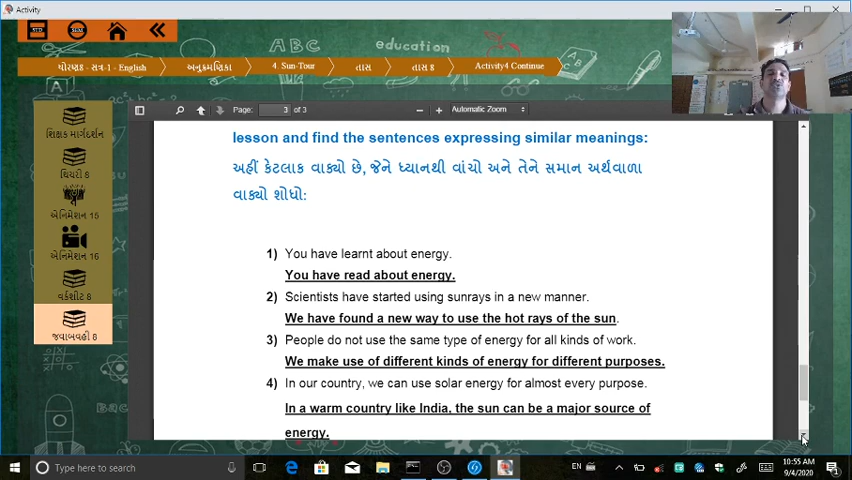 Activity
STD
SEM
ABC
education
ધોરણ8 - સત્ર-1 - English
અનુક્રમણિકા
4. Sun-Tour
તાસ
તાસ 8
Activity4 Continue
A
B
શિક્ષક માર્ગદર્શન
થિયરી 8
એનિમેશન 15
એનિમેશન 16
વર્કશીટ 8
જવાબવહી 8
Page: 3 of 3
Automatic Zoom
lesson and find the sentences expressing similar meanings:
અહીં કેટલાક વાક્યો છે, જેને ધ્યાનથી વાંચો અને તેને સમાન અર્થવાળા
વાક્યો શોધો:
1) You have learnt about energy.
You have read about energy.
2) Scientists have started using sunrays in a new manner.
We have found a new way to use the hot rays of the sun.
3) People do not use the same type of energy for all kinds of work.
We make use of different kinds of energy for different purposes.
4) In our country, we can use solar energy for almost every purpose.
In a warm country like India, the sun can be a major source of
energy.
Type here to search
EN
10:55 AM
9/4/2020